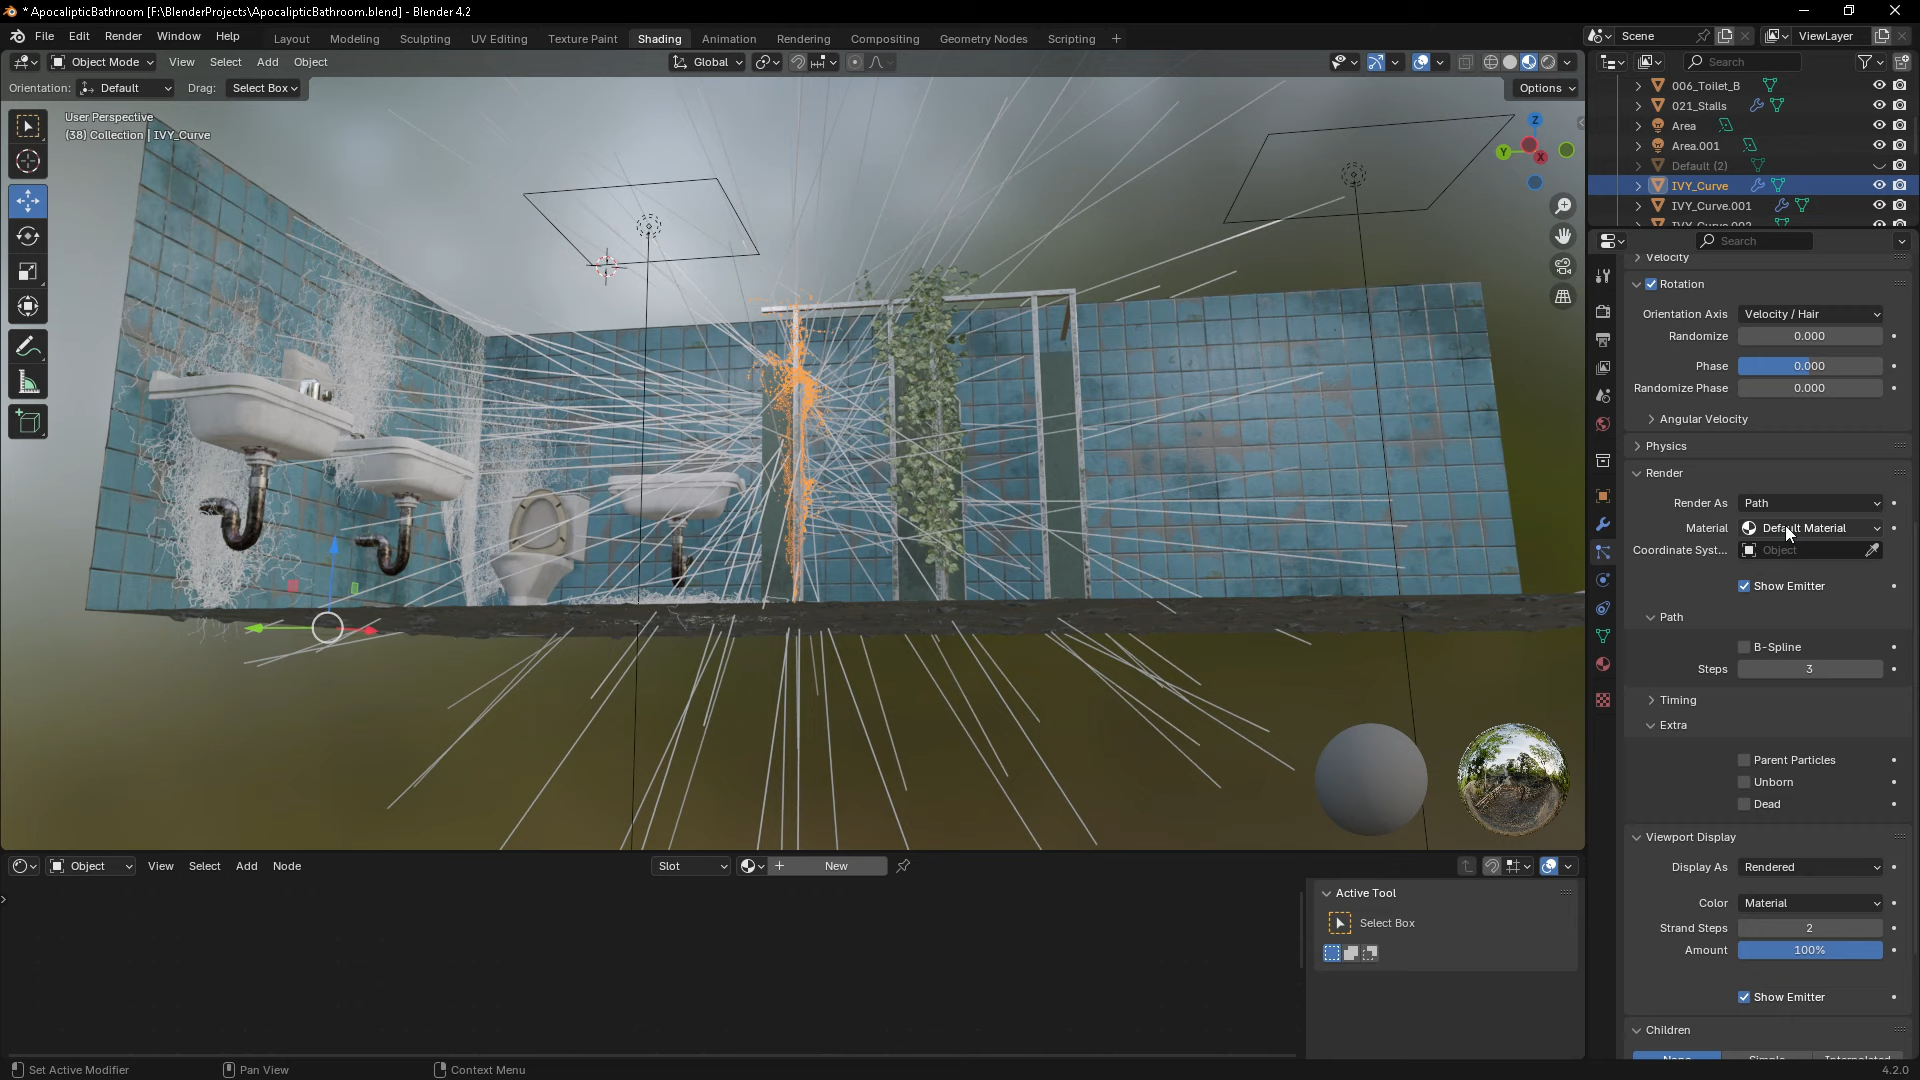 * ApocalipticBathroom [F:\BlenderProjects\ApocalipticBathroom.blend] - Blender 4.2
File Edit Render Window Help
Layout Modeling Sculpting UV Editing Texture Paint Shading Animation Rendering Compositing Geometry Nodes Scripting +
Scene
ViewLayer
Object Mode View Select Add Object
Global
Search
Orientation: Default Drag: Select Box
Options
User Perspective
(38) Collection | IVY_Curve
Z
Y
X
006_Toilet_B
021_Stalls
Area
Area.001
Default (2)
IVY_Curve
IVY_Curve.001
IVY_Curve.002
Search
Velocity
Rotation
Orientation Axis Velocity / Hair
Randomize 0.000
Phase 0.000
Randomize Phase 0.000
Angular Velocity
Physics
Render
Render As Path
Material Default Material
Coordinate Syst... Object
Show Emitter
Path
B-Spline
Steps 3
Timing
Extra
Parent Particles
Unborn
Dead
Viewport Display
Display As Rendered
Color Material
Strand Steps 2
Amount 100%
Show Emitter
Children
None Simple Interpolated
Object View Select Add Node
Slot
+ New
Active Tool
Select Box
Set Active Modifier
Pan View
Context Menu
4.2.0